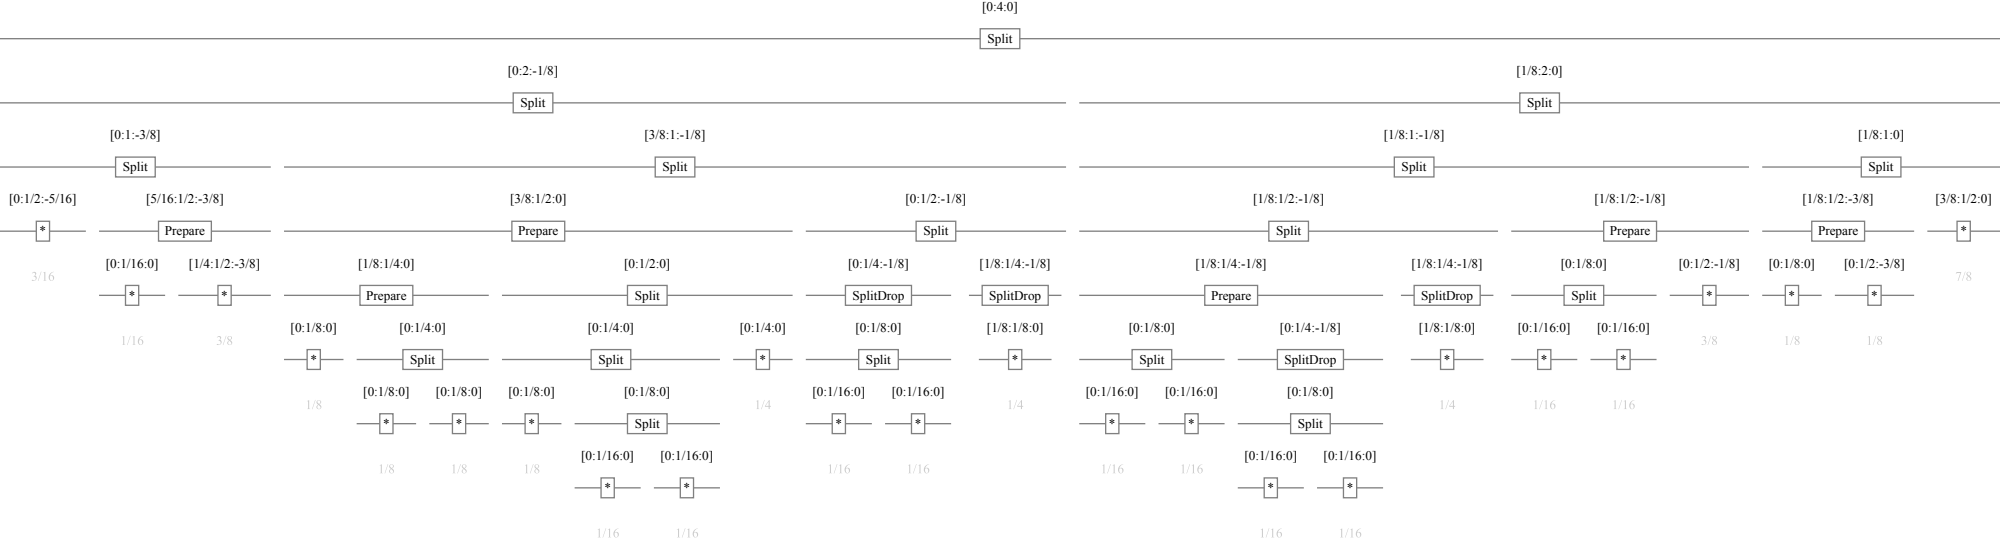 [0:4:0]
Split
[0:2:-1/8] [1/8:2:0]
Split Split
[0:1:-3/8] [3/8:1:-1/8] [1/8:1:-1/8] [1/8:1:0]
Split Split Split Split
[0:1/2:-5/16] [5/16:1/2:-3/8] [3/8:1/2:0] [0:1/2:-1/8] [1/8:1/2:-1/8] [1/8:1/2:-1/8] [1/8:1/2:-3/8] [3/8:1/2:0]
* Prepare Prepare Split Split Prepare Prepare *
[0:1/16:0] [1/4:1/2:-3/8] [1/8:1/4:0] [0:1/2:0] [0:1/4:-1/8] [1/8:1/4:-1/8] [1/8:1/4:-1/8] [1/8:1/4:-1/8] [0:1/8:0] [0:1/2:-1/8] [0:1/8:0] [0:1/2:-3/8]
3/16 7/8
* * Prepare Split SplitDrop SplitDrop Prepare SplitDrop Split * * *
[0:1/8:0] [0:1/4:0] [0:1/4:0] [0:1/4:0] [0:1/8:0] [1/8:1/8:0] [0:1/8:0] [0:1/4:-1/8] [1/8:1/8:0] [0:1/16:0] [0:1/16:0]
1/16 3/8 3/8 1/8 1/8
* Split Split * Split * Split SplitDrop * * *
[0:1/8:0] [0:1/8:0] [0:1/8:0] [0:1/8:0] [0:1/16:0] [0:1/16:0] [0:1/16:0] [0:1/16:0] [0:1/8:0]
1/8 1/4 1/4 1/4 1/16 1/16
* * * Split * * * * Split
[0:1/16:0] [0:1/16:0] [0:1/16:0] [0:1/16:0]
1/8 1/8 1/8 1/16 1/16 1/16 1/16
* * * *
1/16 1/16 1/16 1/16